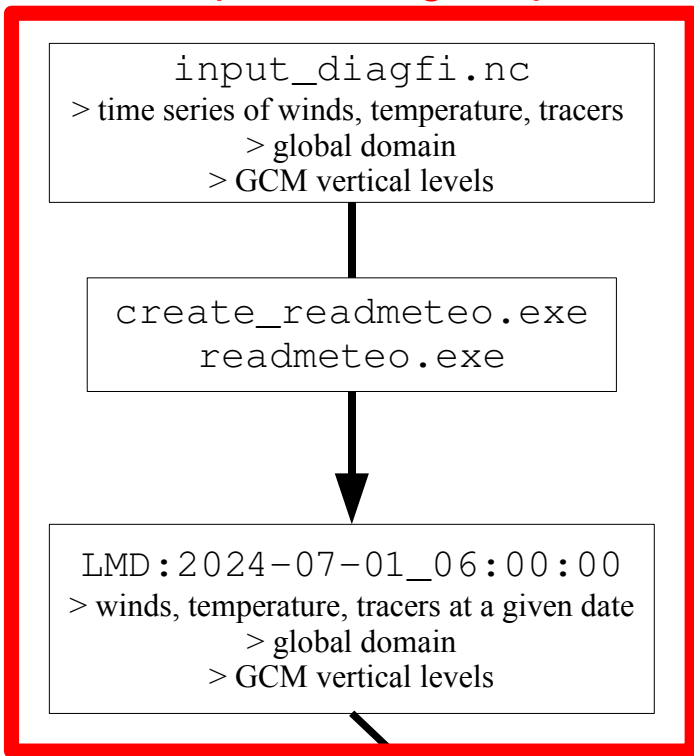 input_diagfi.nc
> time series of winds, temperature, tracers
> global domain
> GCM vertical levels
create_readmeteo.exe
readmeteo.exe
LMD:2024-07-01_06:00:00
> winds, temperature, tracers at a given date
> global domain
> GCM vertical levels